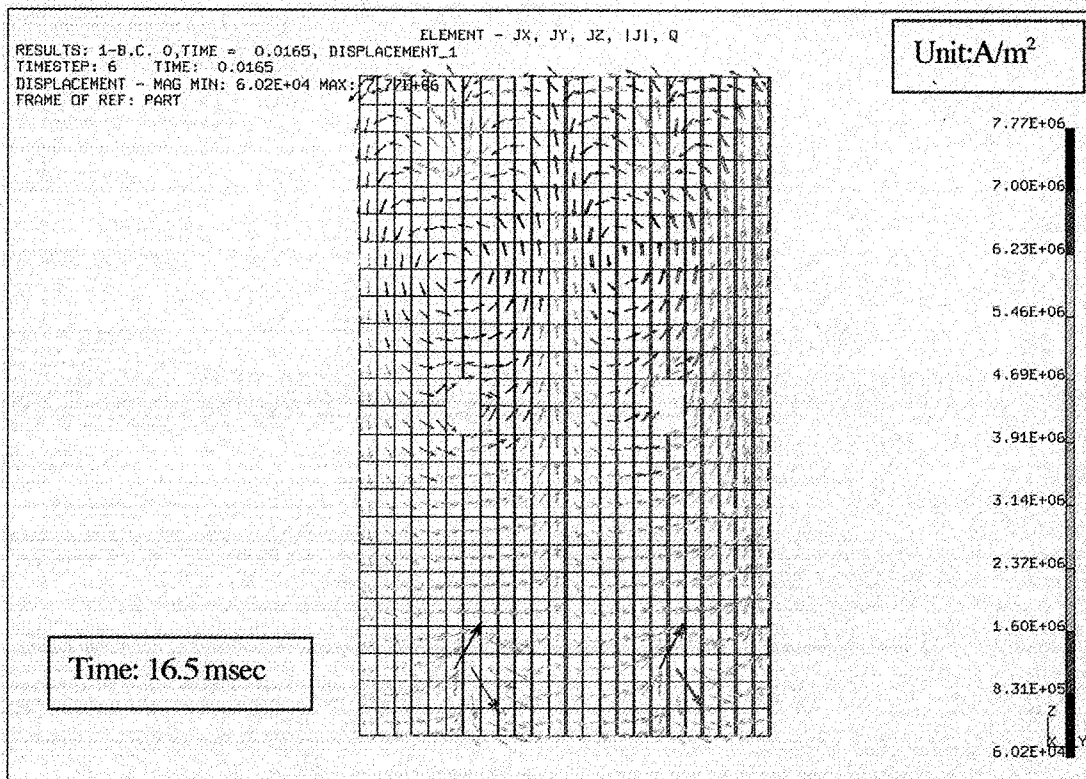 ELEMENT - JX, JY, JZ, |J|, Q
RESULTS: 1-B.C. 0,TIME = 0.0165, DISPLACEMENT_1
TIMESTEP: 6 TIME: 0.0165
DISPLACEMENT - MAG MIN: 6.02E+04 MAX: 7.77E+06
FRAME OF REF: PART
Unit:A/m²
7.77E+06
7.00E+06
6.23E+06
5.46E+06
4.69E+06
3.91E+06
3.14E+06
2.37E+06
1.60E+06
8.31E+05
6.02E+04
Time: 16.5 msec
Z
X Y